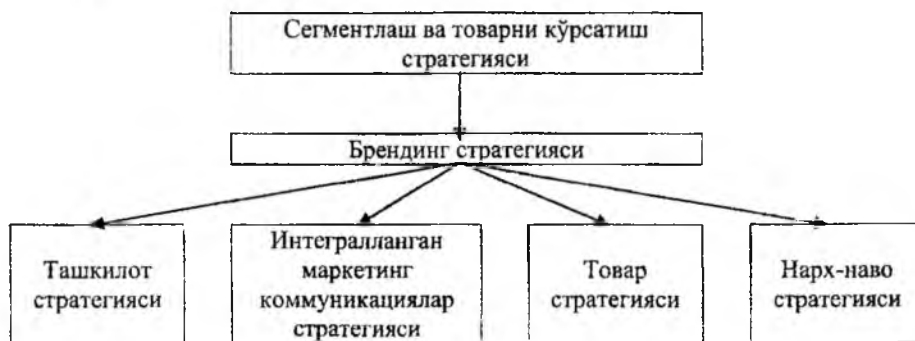 Сегментлаш ва товарни кўрсатиш
стратегияси
Брендинг стратегияси
Ташкилот
стратегияси
Интегралланган
маркетинг
коммуникациялар
стратегияси
Товар
стратегияси
Нарх-наво
стратегияси